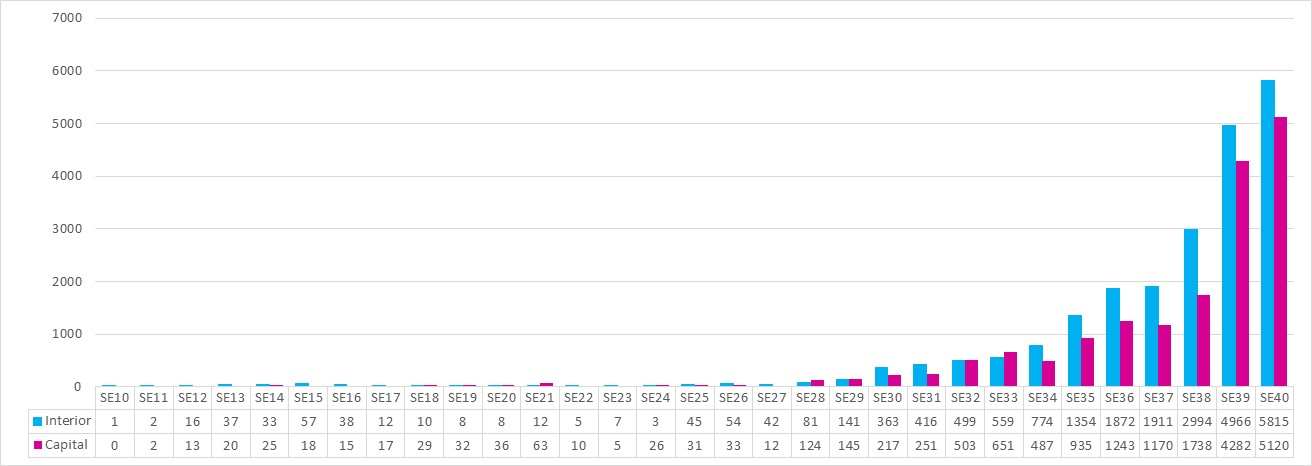 7000
6000
5000
4000
3000
2000
1000
0
SE10 SE11 SE12 SE13 SE14 SE15 SE16 SE17 SE18 SE19 SE20 SE21 SE22 SE23 SE24 SE25 SE26 SE27 SE28 SE29 SE30 SE31 SE32 SE33 SE34 SE35 SE36 SE37 SE38 SE39 SE40
Interior 1 2 16 37 33 57 38 12 10 8 8 12 5 7 3 45 54 42 81 141 363 416 499 559 774 1354 1872 1911 2994 4966 5815
Capital 0 2 13 20 25 18 15 17 29 32 36 63 10 5 26 31 33 12 124 145 217 251 503 651 487 935 1243 1170 1738 4282 5120